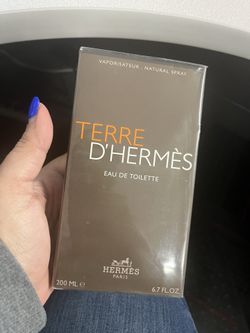 VAPORISATEUR - NATURAL SPRAY
TERRE
D'HERMÈS
EAU DE TOILETTE
HERMÈS
PARIS
200 ML ℮ 6.7 FL.OZ.